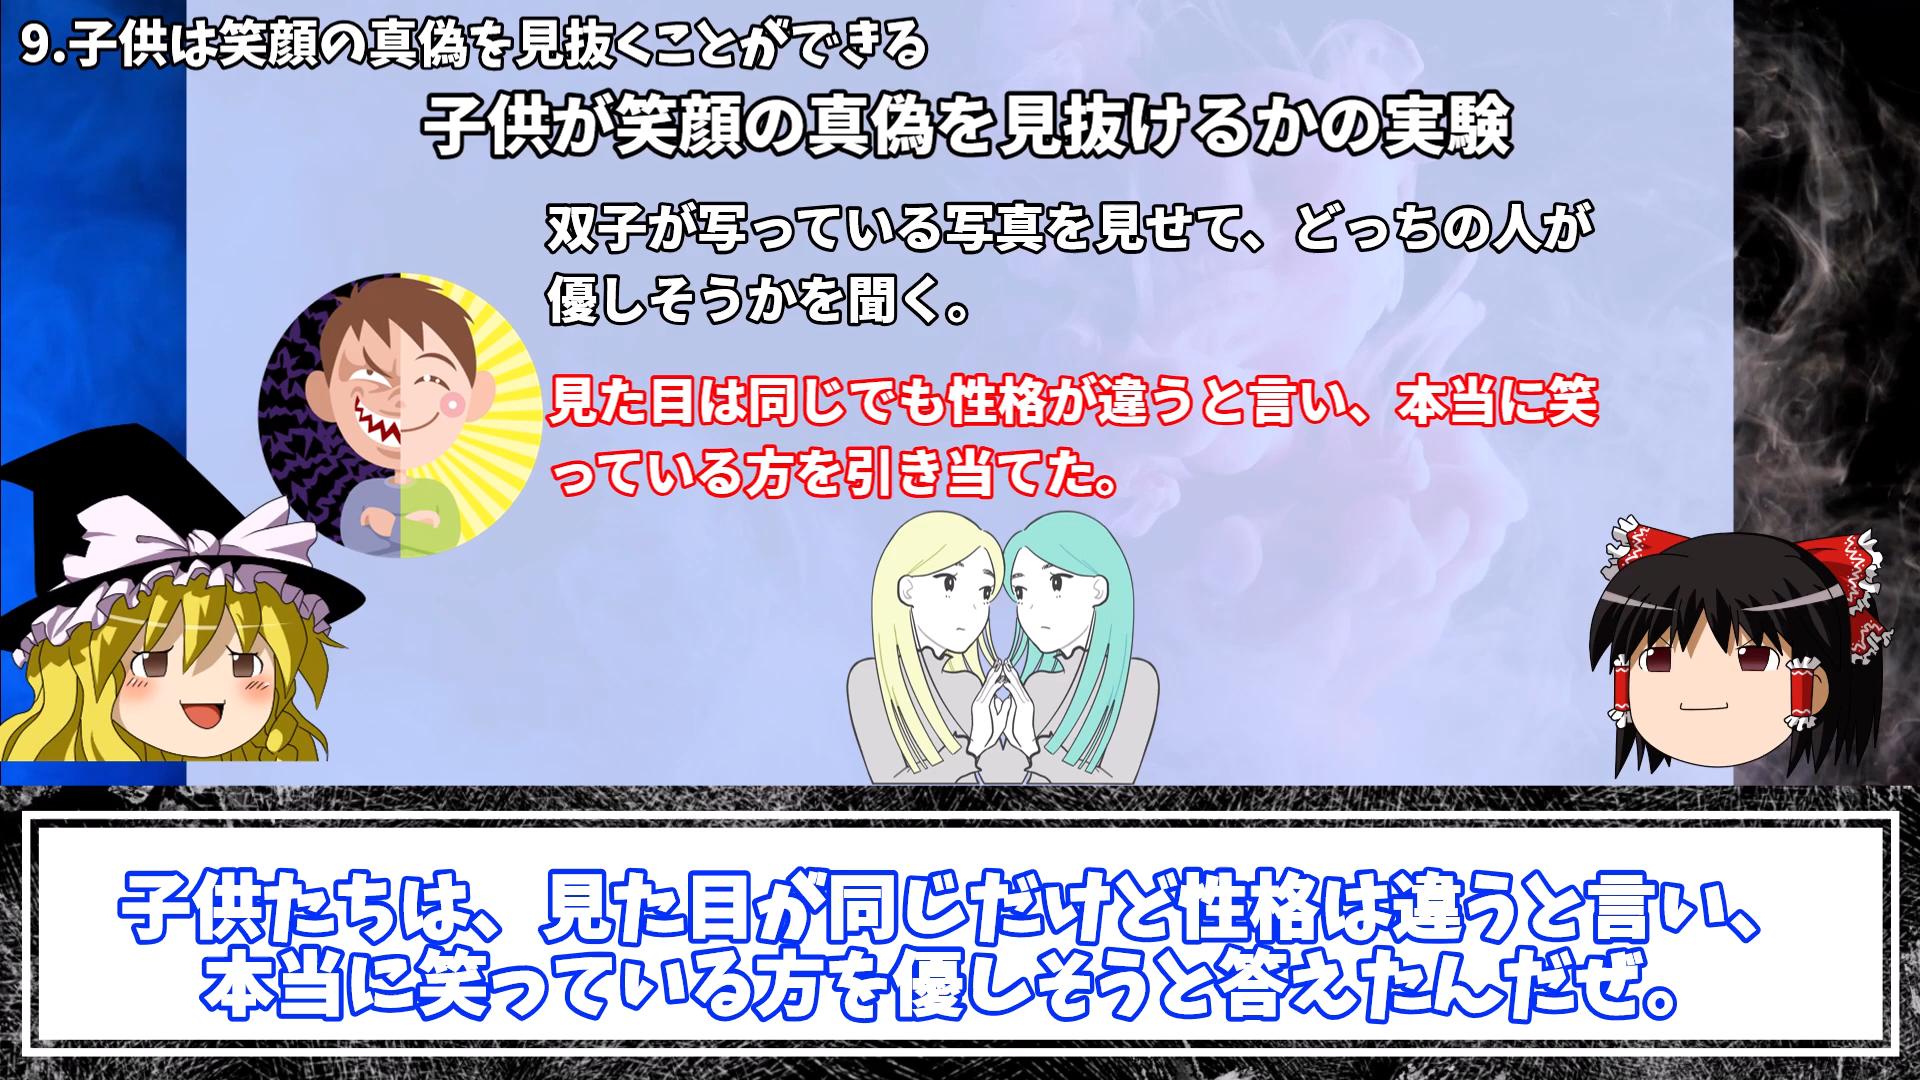 9.子供は笑顔の真偽を見抜くことができる
子供が笑顔の真偽を見抜けるかの実験
双子が写っている写真を見せて、どっちの人が
優しそうかを聞く。
見た目は同じでも性格が違うと言い、本当に笑
っている方を引き当てた。
子供たちは、見た目が同じだけど性格は違うと言い、
本当に笑っている方を優しそうと答えたんだぜ。